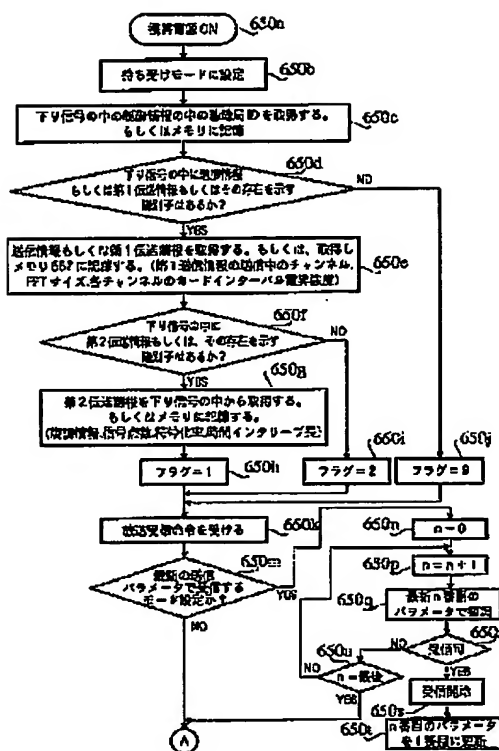 携帯電源ON 650a
待ち受けモードに設定 650b
下り信号の中の制御情報の中の基地局IDを取得する。
もしくはメモリに記憶
650c
下り信号の中に
もしくは第1伝送情報もしくはその存在を示す
識別子はあるか?
650d
NO
YES
送信情報もしくは第1伝送情報を取得する。もしくは、取得し
メモリ に記憶する。(第1送信情報の送信中のチャンネル、
FFTサイズ、各チャンネルのガードインターバル電界強度)
650e
下り信号の中に
第2伝送情報もしくは、その存在を示す
識別子はあるか?
650f
NO
YES
第2伝送情報を下り信号の中から取得する。
もしくはメモリに記憶する。
650g
フラグ=1 650h
フラグ=2 650i
フラグ=9 650j
放送受信命令を受ける 650k
最新の送信
パラメータで受信する
モード設定か?
650m
YES
NO
n=0 650n
n=n+1 650p
最新n番目の
パラメータで
650q
受信可
NO
YES
n=最後 650u
NO
YES
受信開始 650s
n番目のパラメータ
を1番目に更新
650t
A